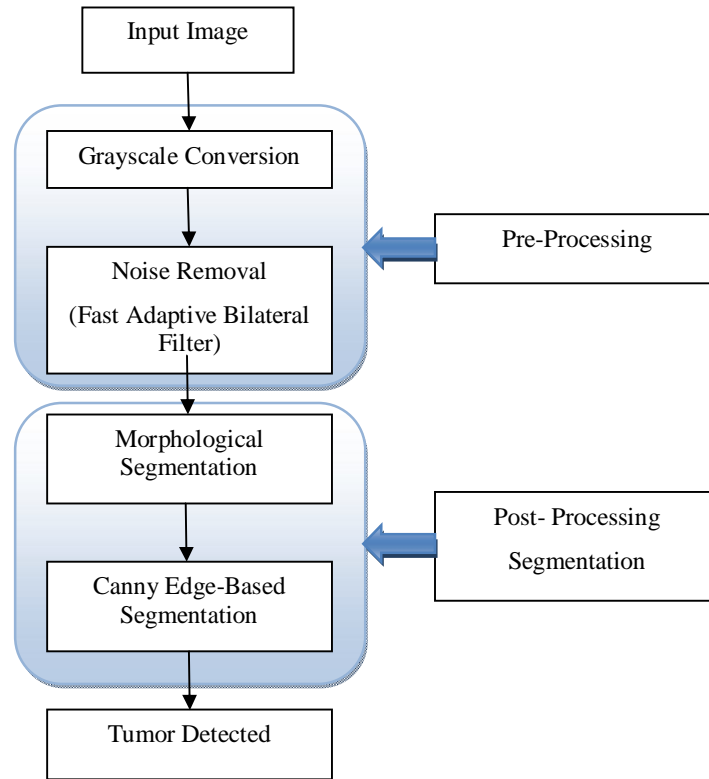 Input Image
Grayscale Conversion
Noise Removal
(Fast Adaptive Bilateral
Filter)
Pre-Processing
Morphological
Segmentation
Canny Edge-Based
Segmentation
Post- Processing
Segmentation
Tumor Detected